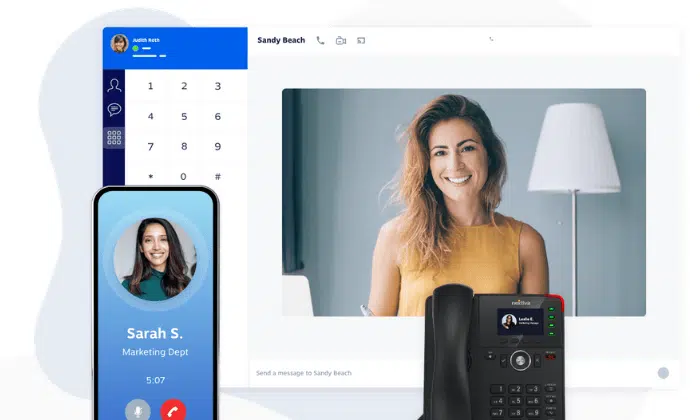 Judith Roth
Sandy Beach
1 2 3
4 5 6
7 8 9
* 0 #
Sarah S.
Marketing Dept
5:07
nextiva
Leslie E.
Send a message to Sandy Beach